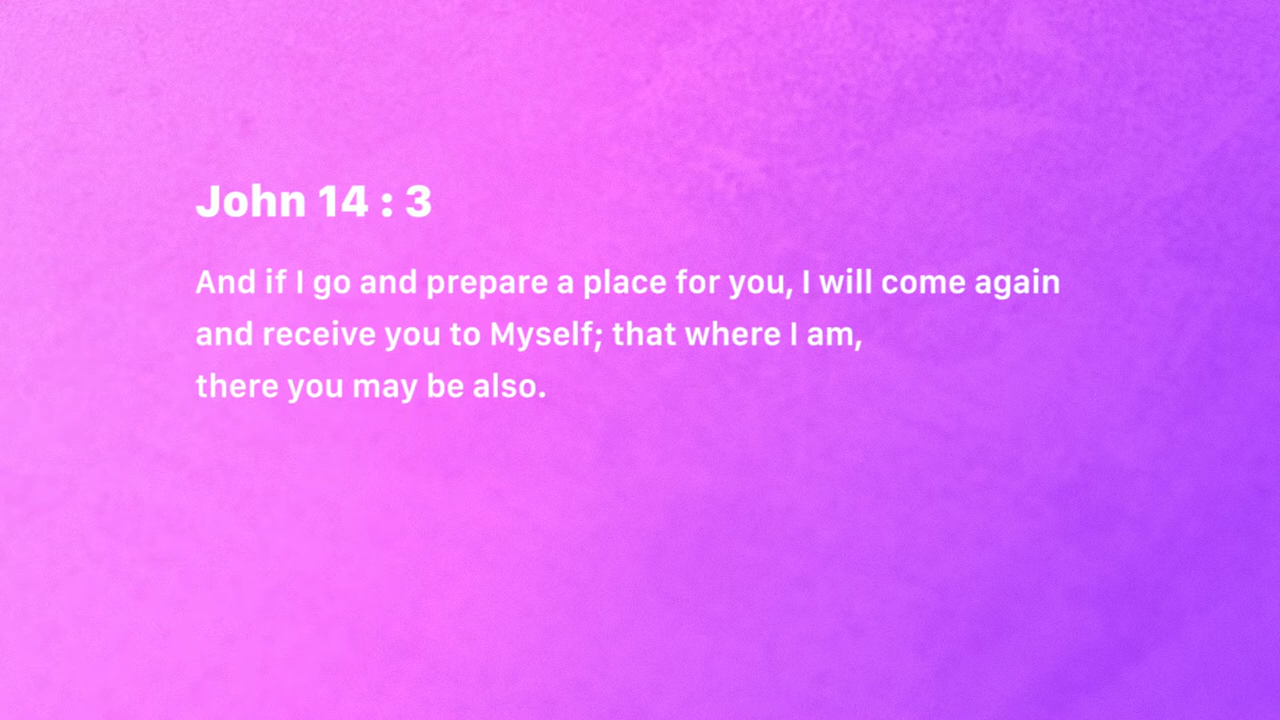 John 14 : 3
And if I go and prepare a place for you, I will come again
and receive you to Myself; that where I am,
there you may be also.